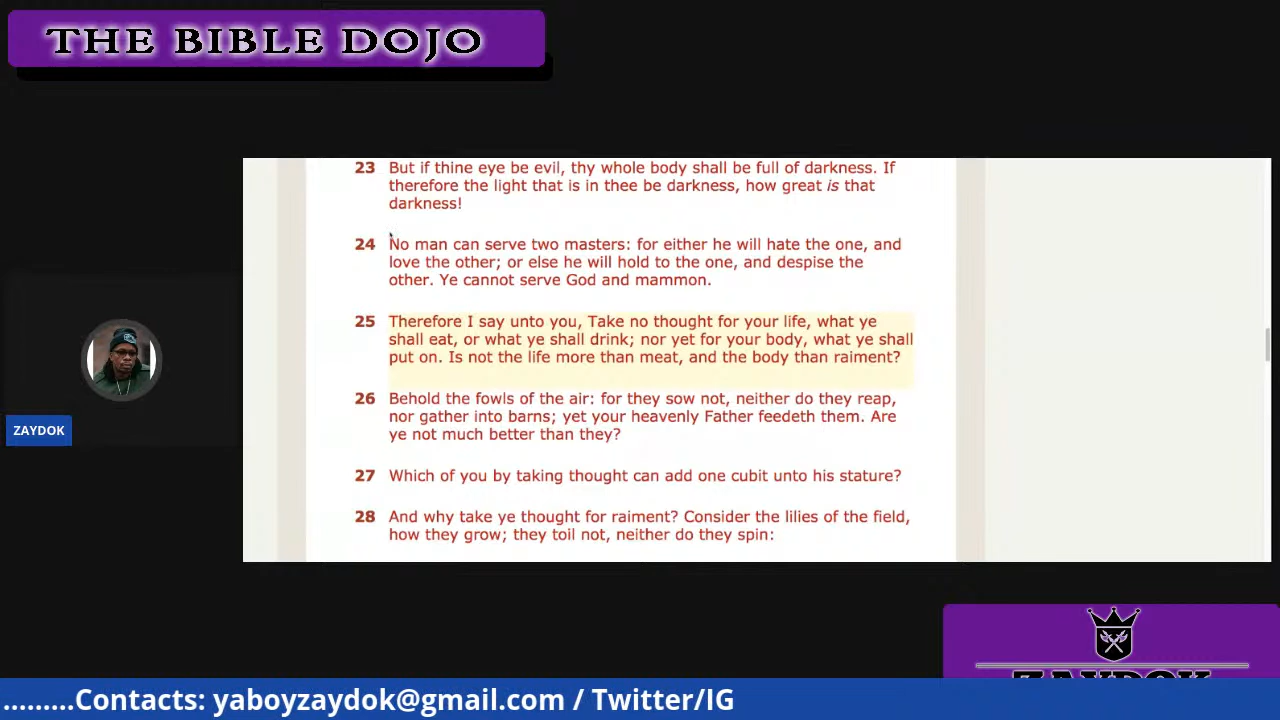 THE BIBLE DOJO
23 But if thine eye be evil, thy whole body shall be full of darkness. If
therefore the light that is in thee be darkness, how great is that
darkness!
24 No man can serve two masters: for either he will hate the one, and
love the other; or else he will hold to the one, and despise the
other. Ye cannot serve God and mammon.
25 Therefore I say unto you, Take no thought for your life, what ye
shall eat, or what ye shall drink; nor yet for your body, what ye shall
put on. Is not the life more than meat, and the body than raiment?
26 Behold the fowls of the air: for they sow not, neither do they reap,
nor gather into barns; yet your heavenly Father feedeth them. Are
ye not much better than they?
27 Which of you by taking thought can add one cubit unto his stature?
28 And why take ye thought for raiment? Consider the lilies of the field,
how they grow; they toil not, neither do they spin:
ZAYDOK
ZAYDOK
.........Contacts: yaboyzaydok@gmail.com / Twitter/IG